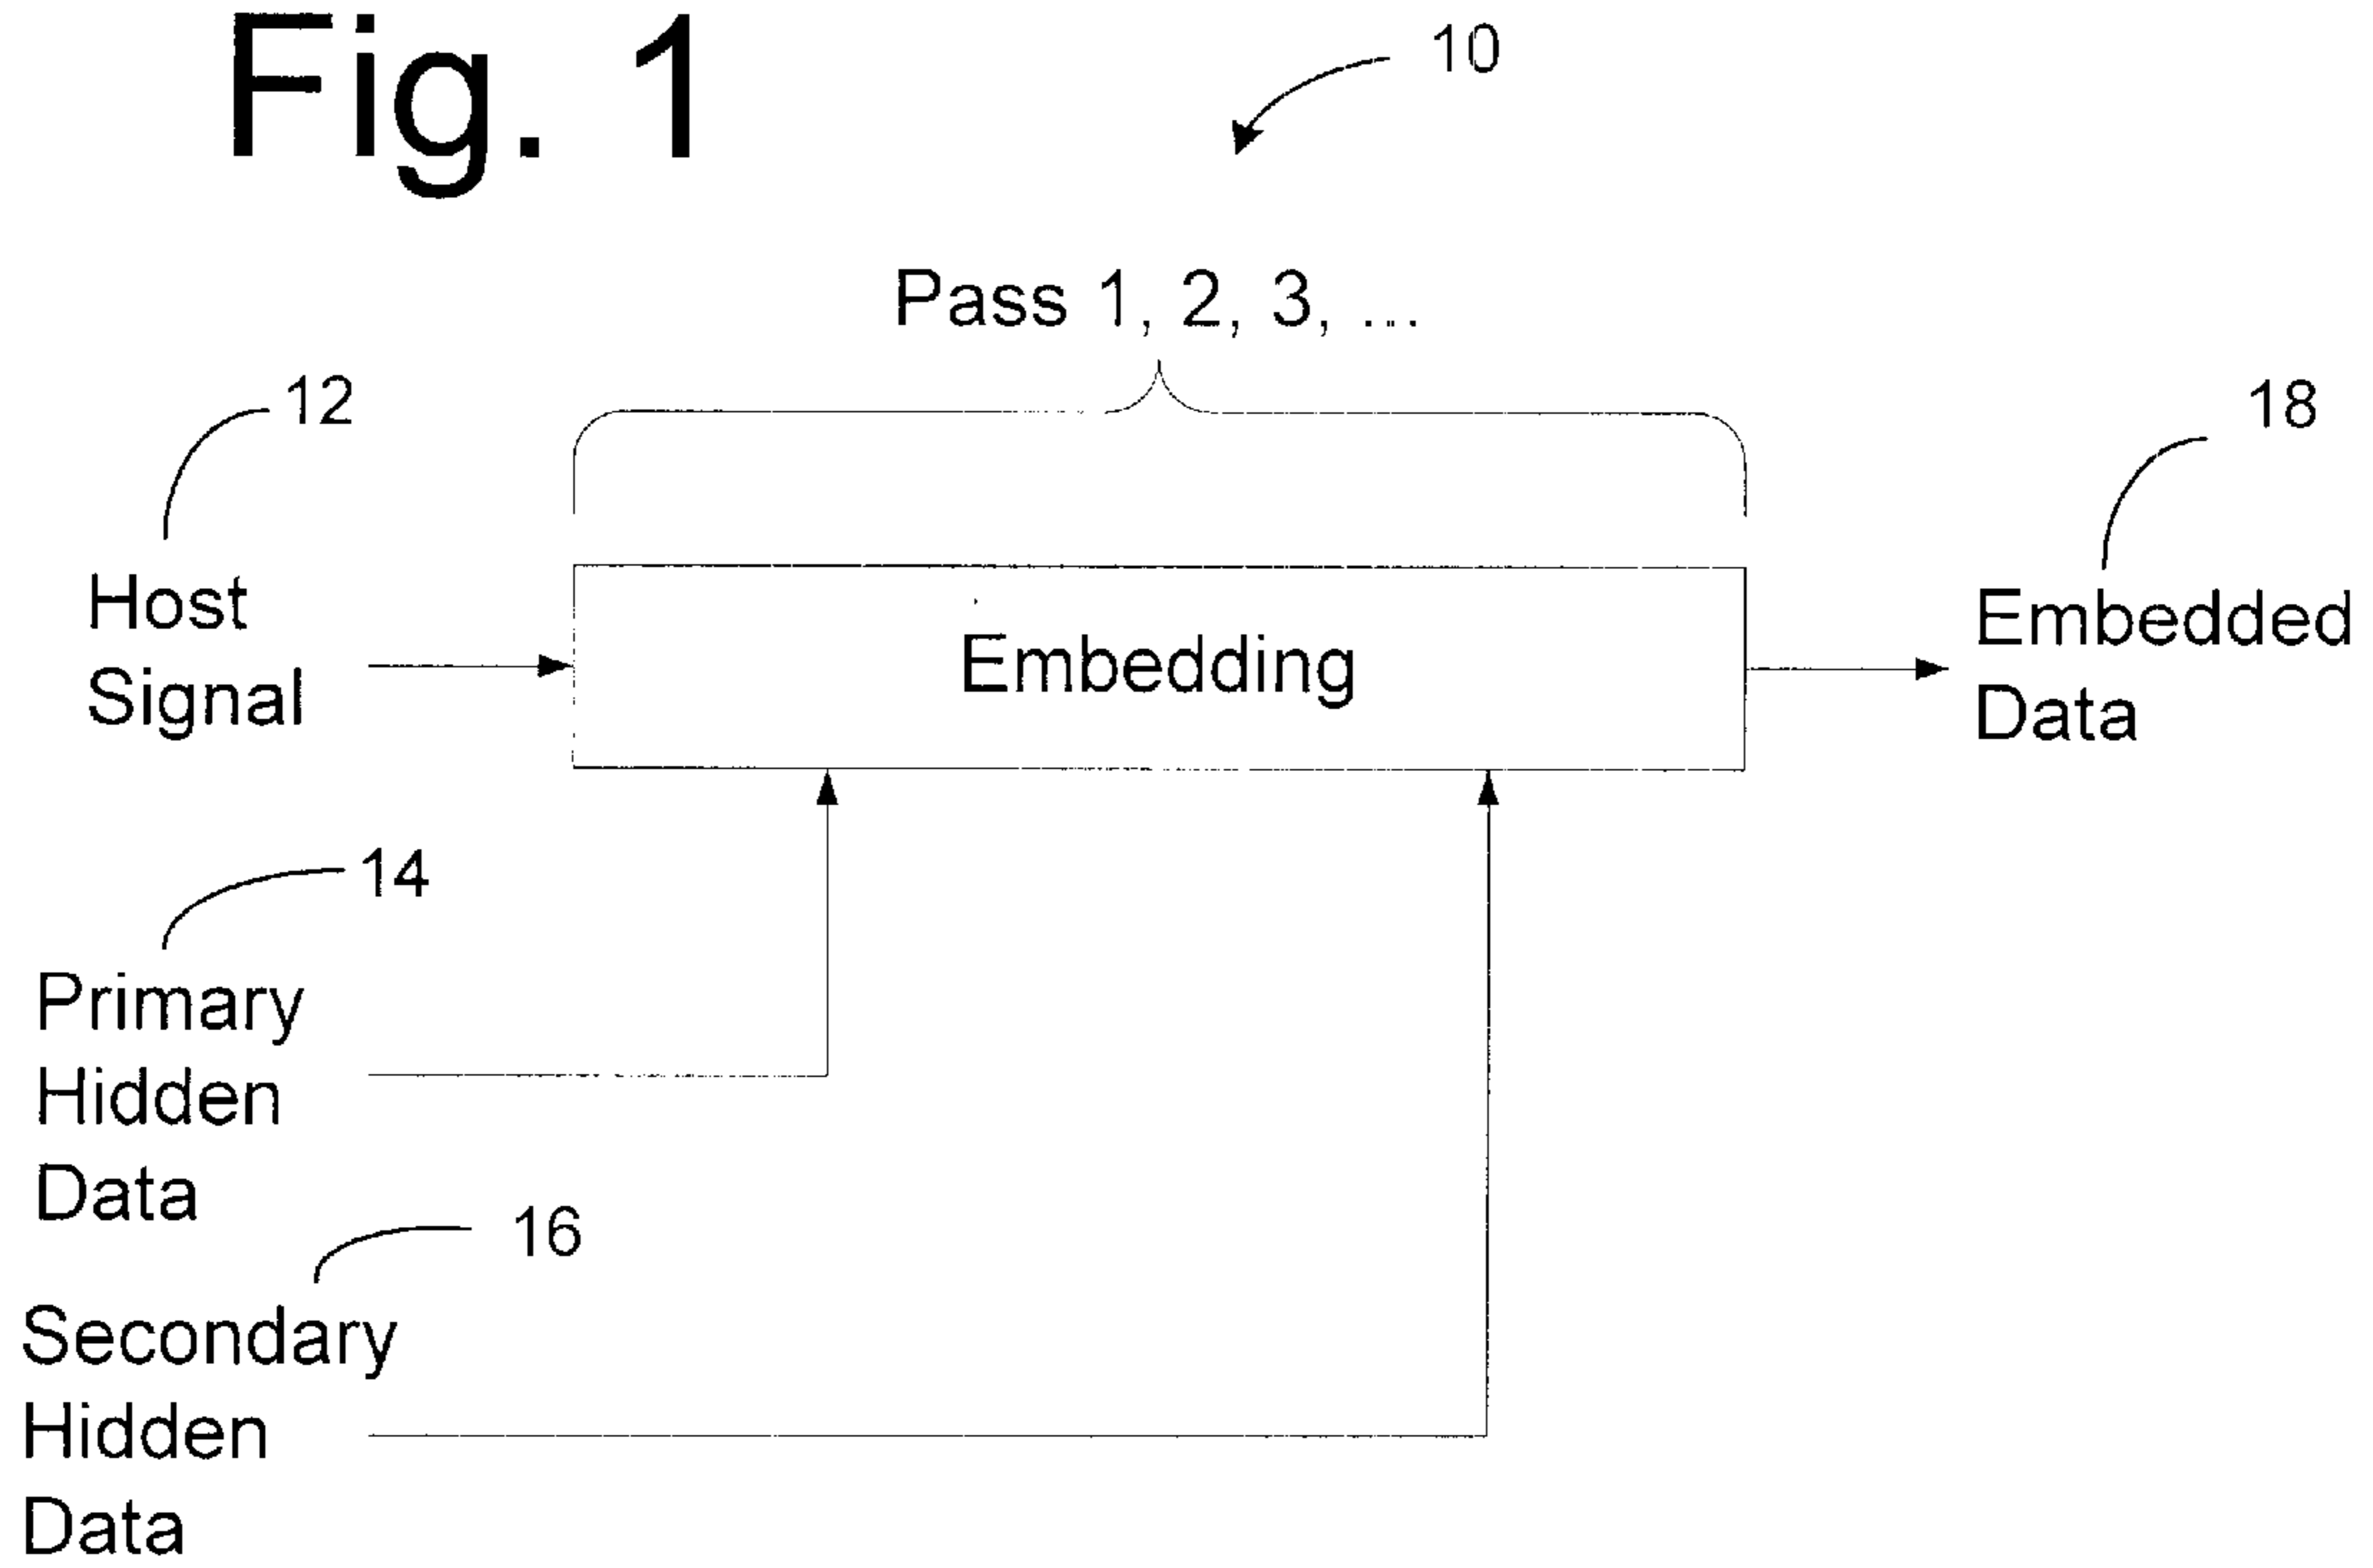 Fig. 1
10
Pass 1, 2, 3, ...
12
18
Host
Signal
Embedding
Embedded
Data
14
Primary
Hidden
Data
16
Secondary
Hidden
Data